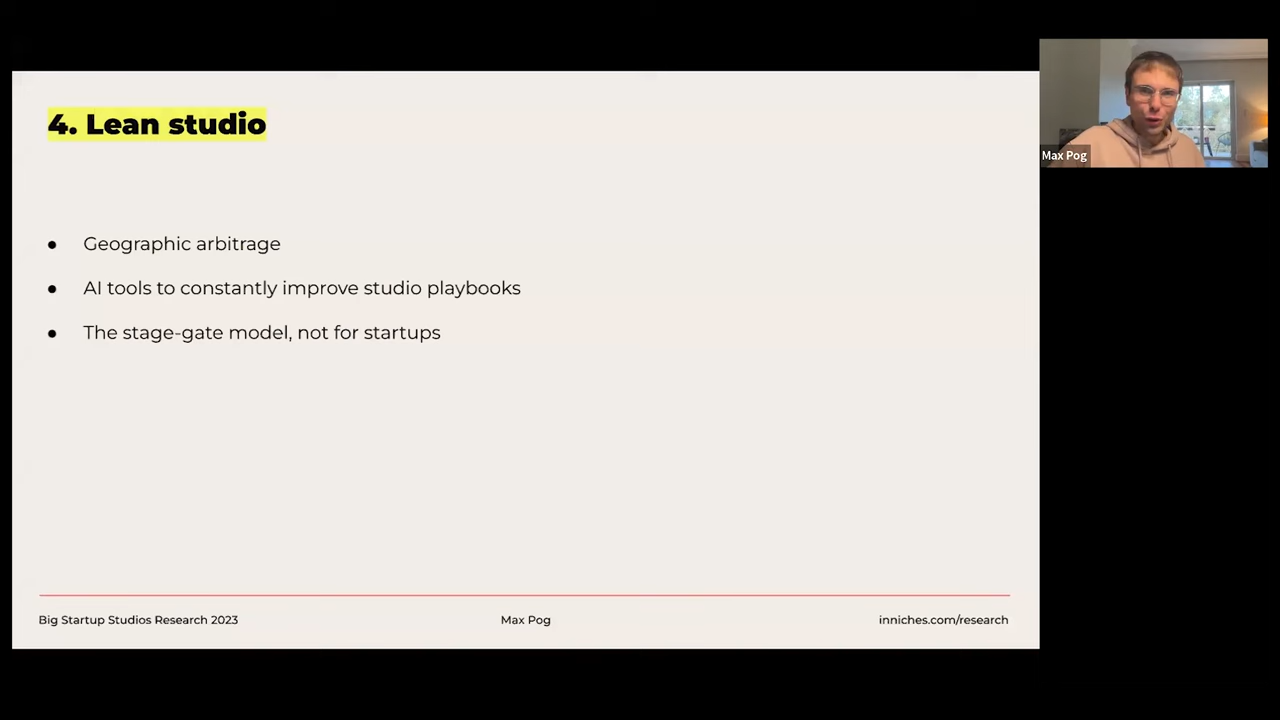 4. Lean studio
● Geographic arbitrage
● AI tools to constantly improve studio playbooks
● The stage-gate model, not for startups
Big Startup Studios Research 2023
Max Pog
inniches.com/research
Max Pog